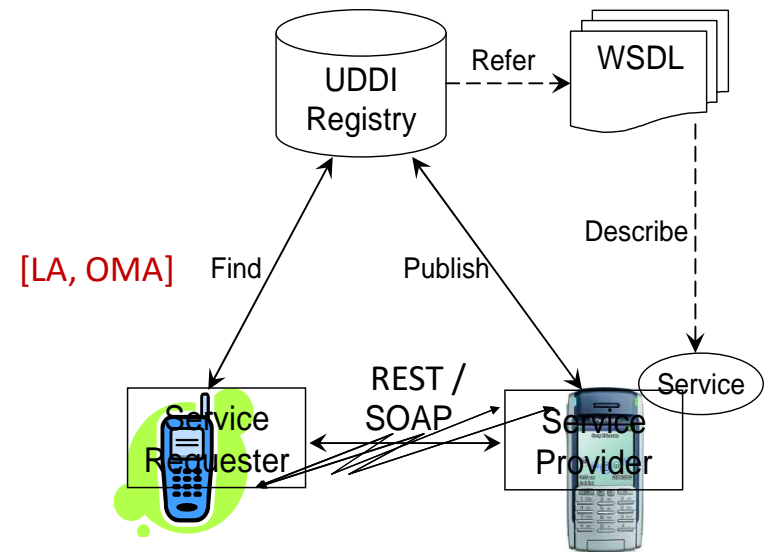 UDDI
Registry
Refer
WSDL
Describe
[LA, OMA]
Find
Publish
REST /
SOAP
Service
Requester
Service
Provider
Service